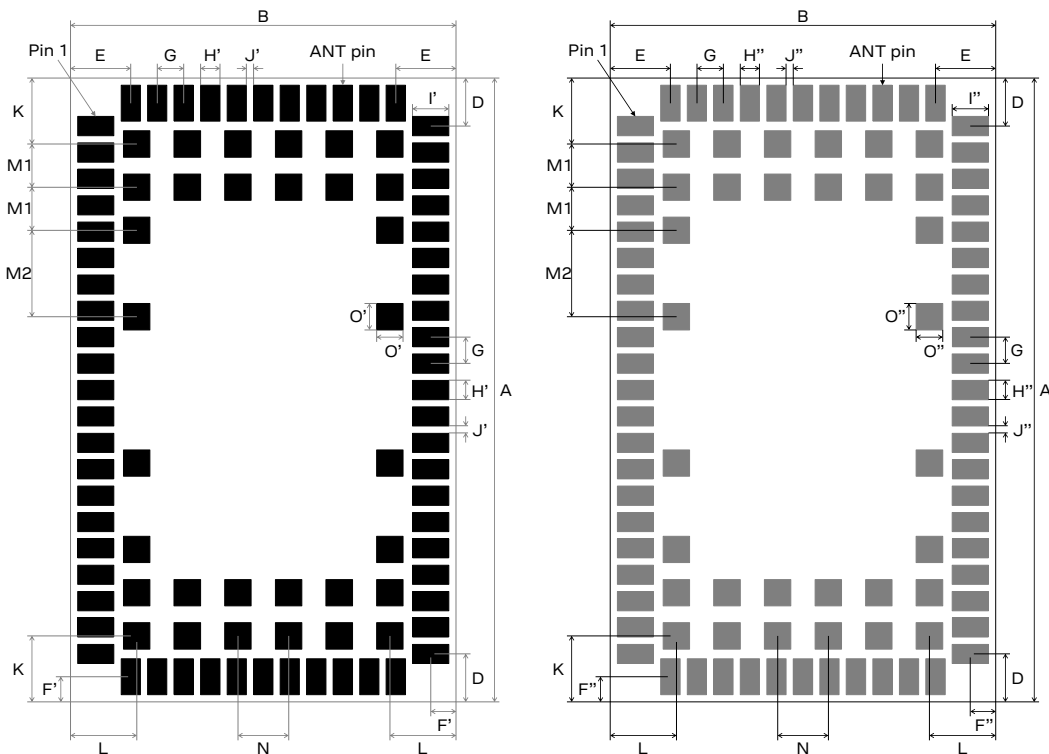 B
Pin 1
E
G
H'
J'
ANT pin
E
K
I'
D
M1
M1
M2
O'
O'
G
A
H'
J'
K
F'
D
F'
L
N
L
B
Pin 1
E
G
H''
J''
ANT pin
E
K
I''
D
M1
M1
M2
O''
O''
G
H''
A
J''
K
F''
D
F''
L
N
L